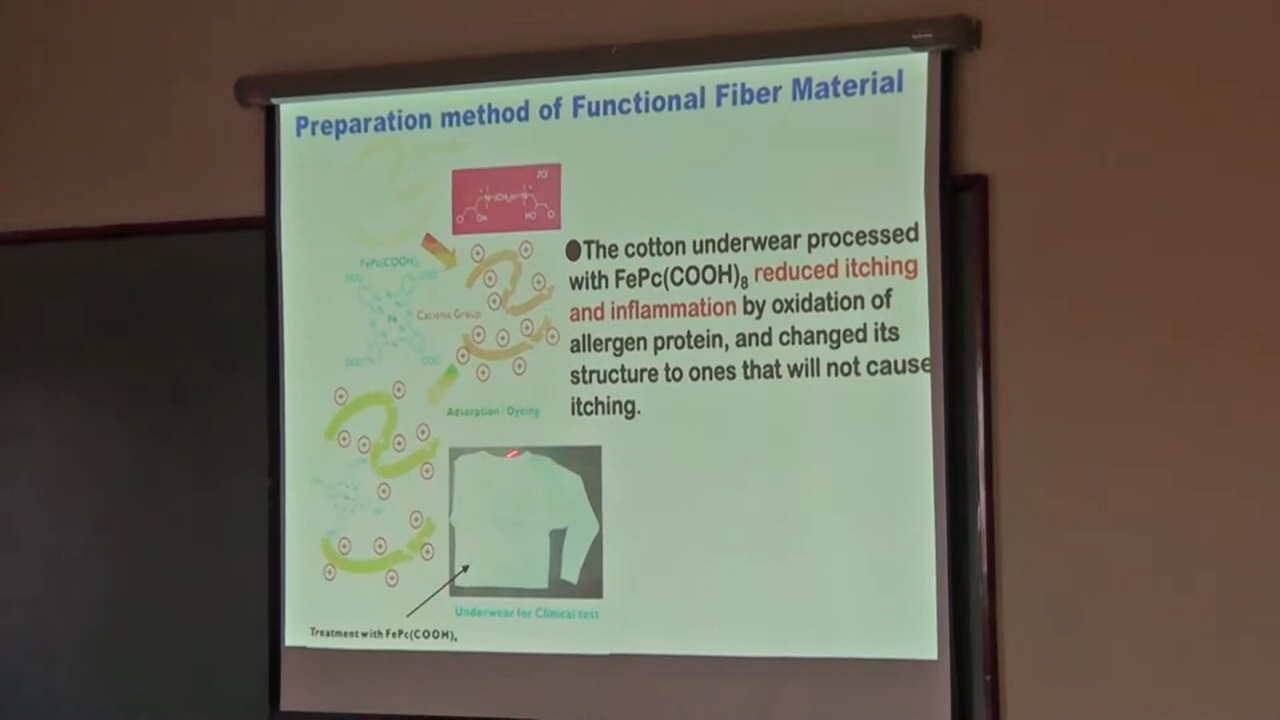 Preparation method of Functional Fiber Material
2Cl
●The cotton underwear processed
with FePc(COOH)8 reduced itching
and inflammation by oxidation of
allergen protein, and changed its
structure to ones that will not cause
itching.
FePc(COOH)
Cationic Group
Adsorption / Dyeing
Underwear for Clinical test
Treatment with FePc(COOH)